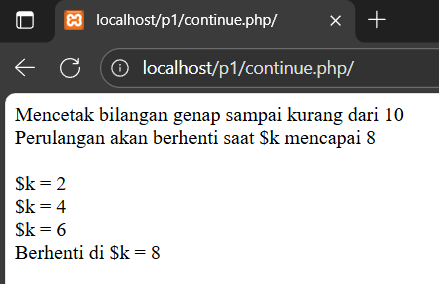 localhost/p1/continue.php/
localhost/p1/continue.php/
Mencetak bilangan genap sampai kurang dari 10
Perulangan akan berhenti saat $k mencapai 8
$k = 2
$k = 4
$k = 6
Berhenti di $k = 8